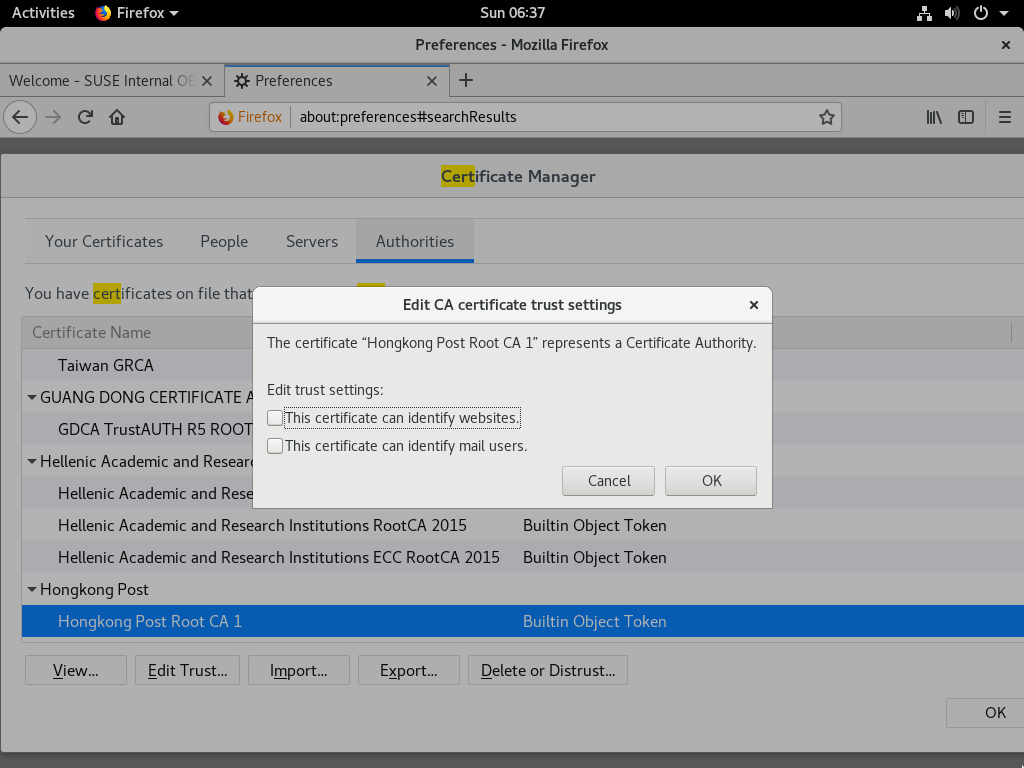 Activities Firefox Sun 06:37
Preferences - Mozilla Firefox
Welcome - SUSE Internal OB Preferences
Firefox about:preferences#searchResults
Certificate Manager
Your Certificates People Servers Authorities
You have certificates on file that
Edit CA certificate trust settings
The certificate “Hongkong Post Root CA 1” represents a Certificate Authority.
Edit trust settings:
This certificate can identify websites.
This certificate can identify mail users.
Cancel OK
Certificate Name
Taiwan GRCA
GUANG DONG CERTIFICATE A
GDCA TrustAUTH R5 ROOT
Hellenic Academic and Researc
Hellenic Academic and Rese
Hellenic Academic and Research Institutions RootCA 2015 Builtin Object Token
Hellenic Academic and Research Institutions ECC RootCA 2015 Builtin Object Token
Hongkong Post
Hongkong Post Root CA 1 Builtin Object Token
View... Edit Trust... Import... Export... Delete or Distrust...
OK